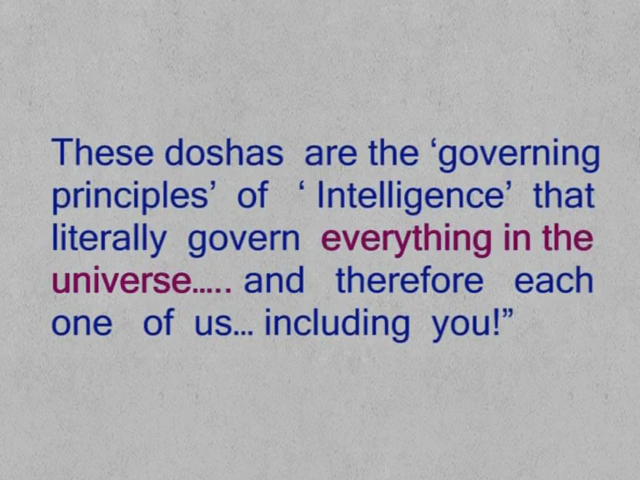 These doshas are the ‘governing
principles’ of ‘ Intelligence’ that
literally govern everything in the
universe….. and therefore each
one of us… including you!”